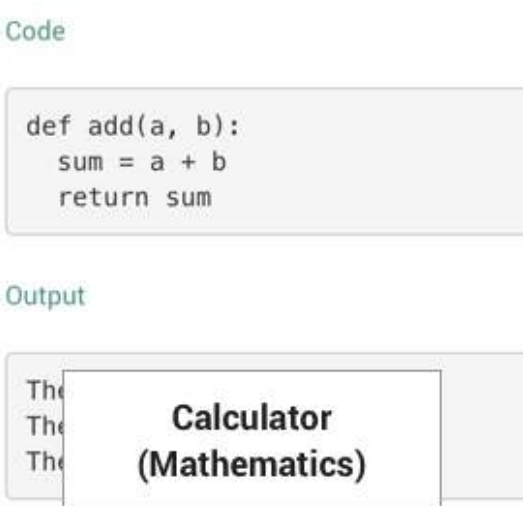 Code
def add(a, b):
  sum = a + b
  return sum
Output
The
The
The
Calculator
(Mathematics)